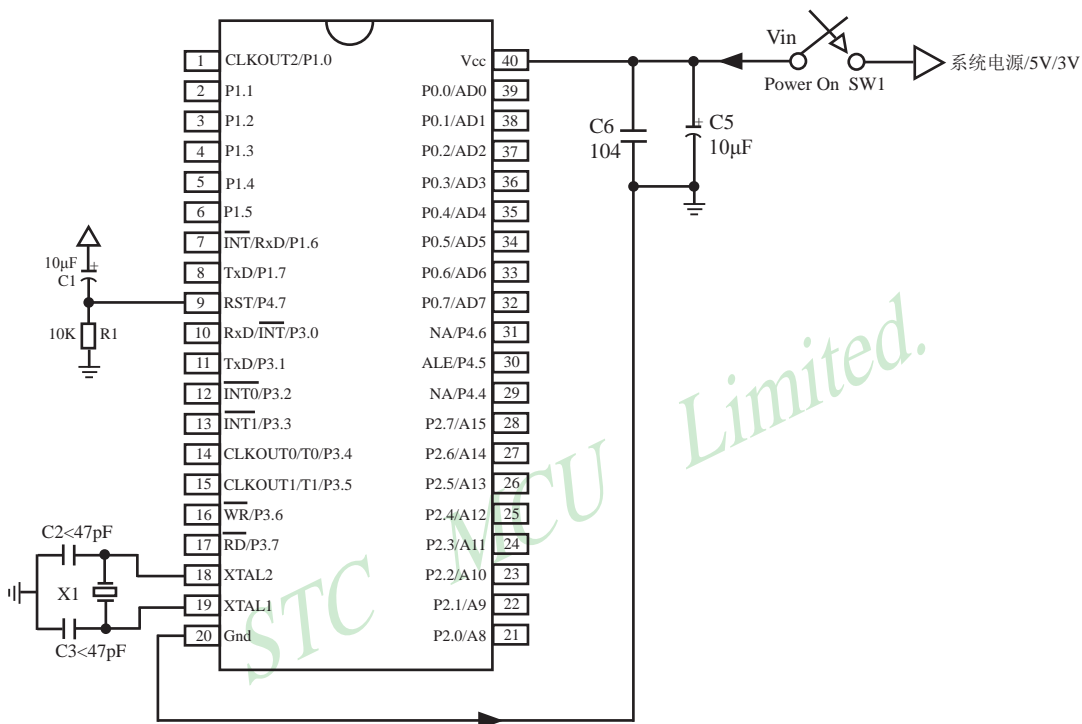 Vin
系统电源/5V/3V
Power On SW1
1 CLKOUT2/P1.0 Vcc 40
2 P1.1 P0.0/AD0 39
3 P1.2 P0.1/AD1 38
4 P1.3 P0.2/AD2 37
5 P1.4 P0.3/AD3 36
6 P1.5 P0.4/AD4 35
7 INT/RxD/P1.6 P0.5/AD5 34
8 TxD/P1.7 P0.6/AD6 33
9 RST/P4.7 P0.7/AD7 32
10 RxD/INT/P3.0 NA/P4.6 31
11 TxD/P3.1 ALE/P4.5 30
12 INT0/P3.2 NA/P4.4 29
13 INT1/P3.3 P2.7/A15 28
14 CLKOUT0/T0/P3.4 P2.6/A14 27
15 CLKOUT1/T1/P3.5 P2.5/A13 26
16 WR/P3.6 P2.4/A12 25
17 RD/P3.7 P2.3/A11 24
18 XTAL2 P2.2/A10 23
19 XTAL1 P2.1/A9 22
20 Gnd P2.0/A8 21
C6
104
+ C5
10μF
10μF +
C1
10K R1
C2<47pF
X1
C3<47pF
STC MCU Limited.